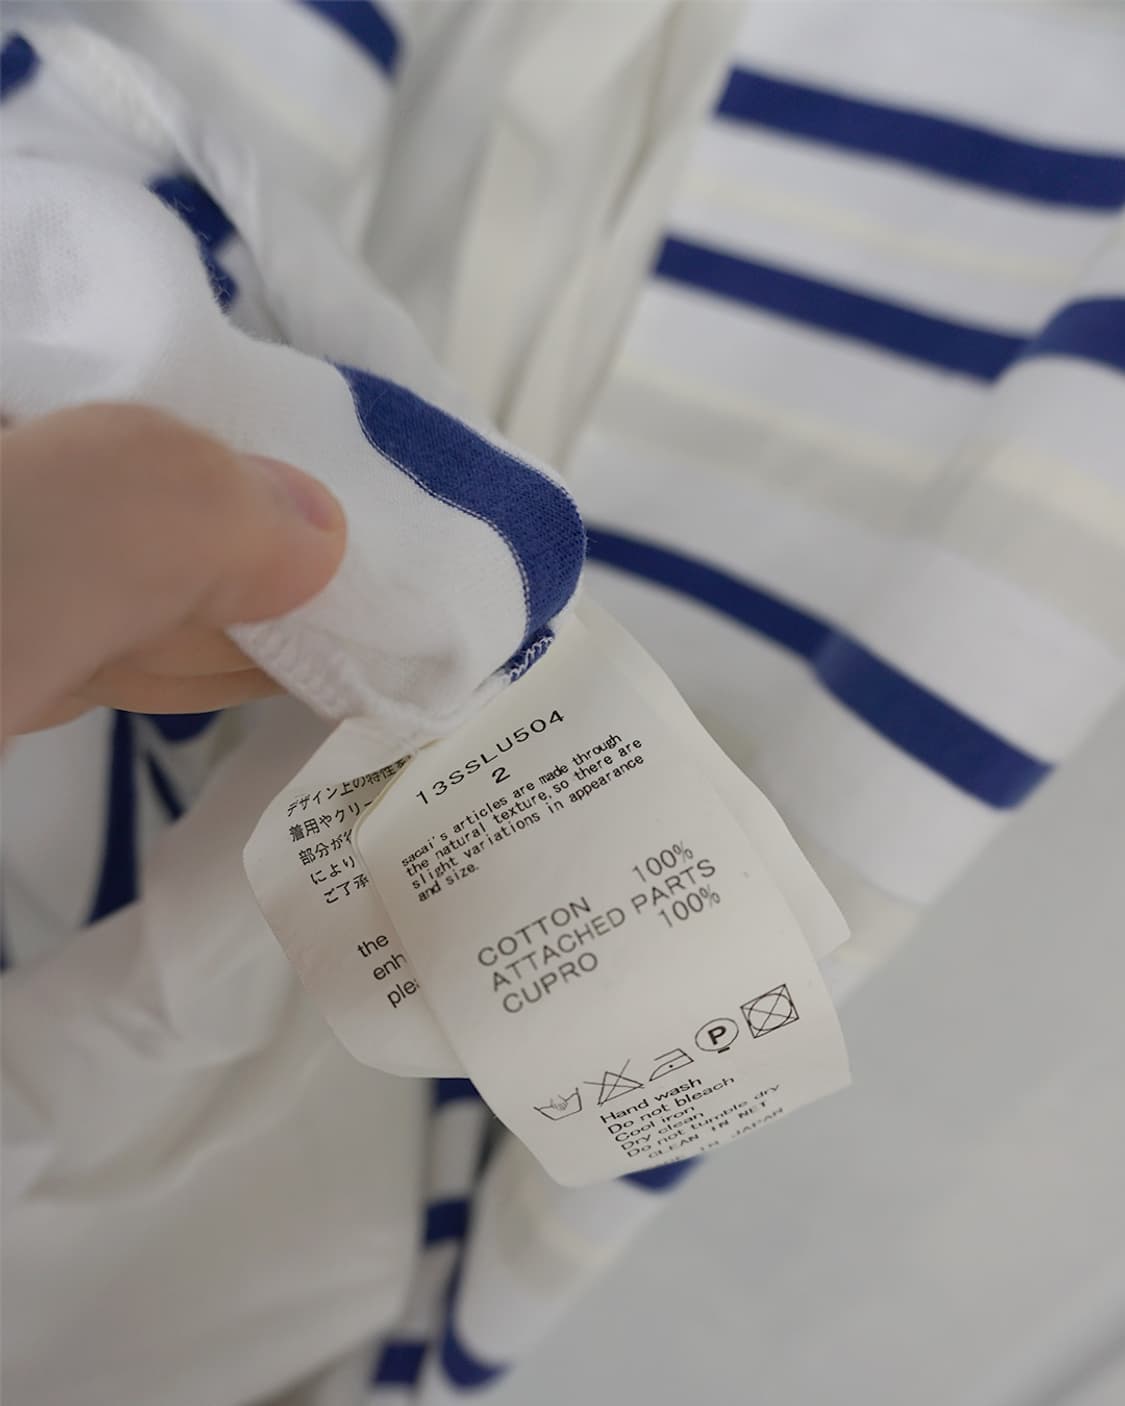 デザイン上の特性
着用やクリー
部分が
により
ご了承
the
enh
plea
13SSLU504
2
sacai's articles are made through
the natural texture,so there are
slight variations in appearance
and size.
COTTON 100%
ATTACHED PARTS
CUPRO 100%
P
Hand wash
Do not bleach
Cool iron
Dry clean
Do not tumble dry
CLEAN IN NET
IN JAPAN